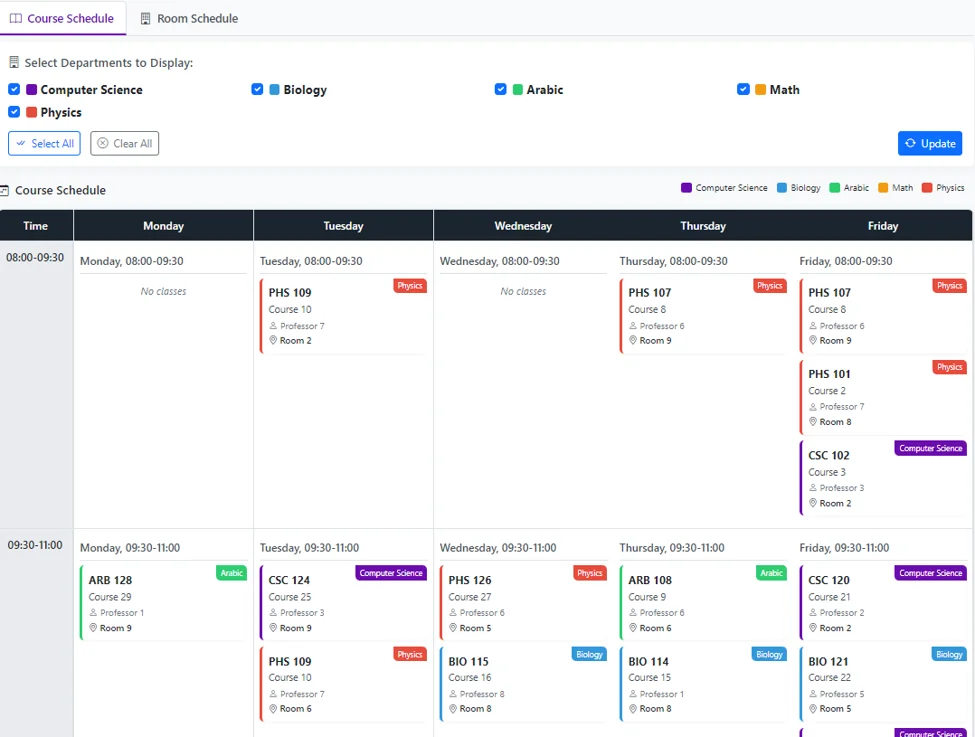 Course Schedule
Room Schedule
Select Departments to Display:
Computer Science
Biology
Arabic
Math
Physics
Select All
Clear All
Update
Course Schedule
Computer Science
Biology
Arabic
Math
Physics
Time
Monday
Tuesday
Wednesday
Thursday
Friday
08:00-09:30
Monday, 08:00-09:30
No classes
Tuesday, 08:00-09:30
PHS 109
Physics
Course 10
Professor 7
Room 2
Wednesday, 08:00-09:30
No classes
Thursday, 08:00-09:30
PHS 107
Physics
Course 8
Professor 6
Room 9
Friday, 08:00-09:30
PHS 107
Physics
Course 8
Professor 6
Room 9
PHS 101
Physics
Course 2
Professor 7
Room 8
CSC 102
Computer Science
Course 3
Professor 3
Room 2
09:30-11:00
Monday, 09:30-11:00
ARB 128
Arabic
Course 29
Professor 1
Room 9
Tuesday, 09:30-11:00
CSC 124
Computer Science
Course 25
Professor 3
Room 9
PHS 109
Physics
Course 10
Professor 7
Room 6
Wednesday, 09:30-11:00
PHS 126
Physics
Course 27
Professor 6
Room 5
BIO 115
Biology
Course 16
Professor 8
Room 8
Thursday, 09:30-11:00
ARB 108
Arabic
Course 9
Professor 6
Room 6
BIO 114
Biology
Course 15
Professor 1
Room 8
Friday, 09:30-11:00
CSC 120
Computer Science
Course 21
Professor 2
Room 2
BIO 121
Biology
Course 22
Professor 5
Room 5
Computer Science